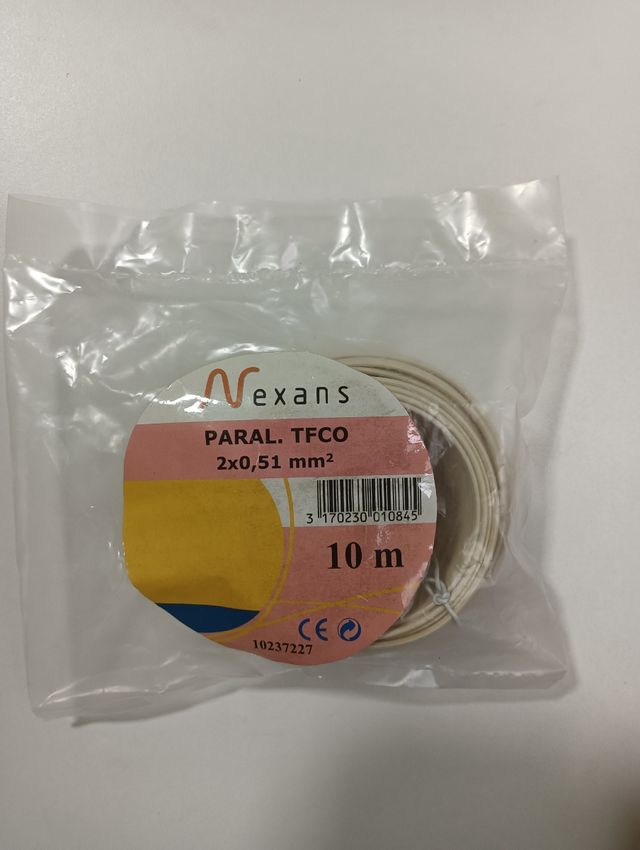 Nexans
PARAL. TFCO
2x0,51 mm²
3 170230 010845
10 m
CE
10237227